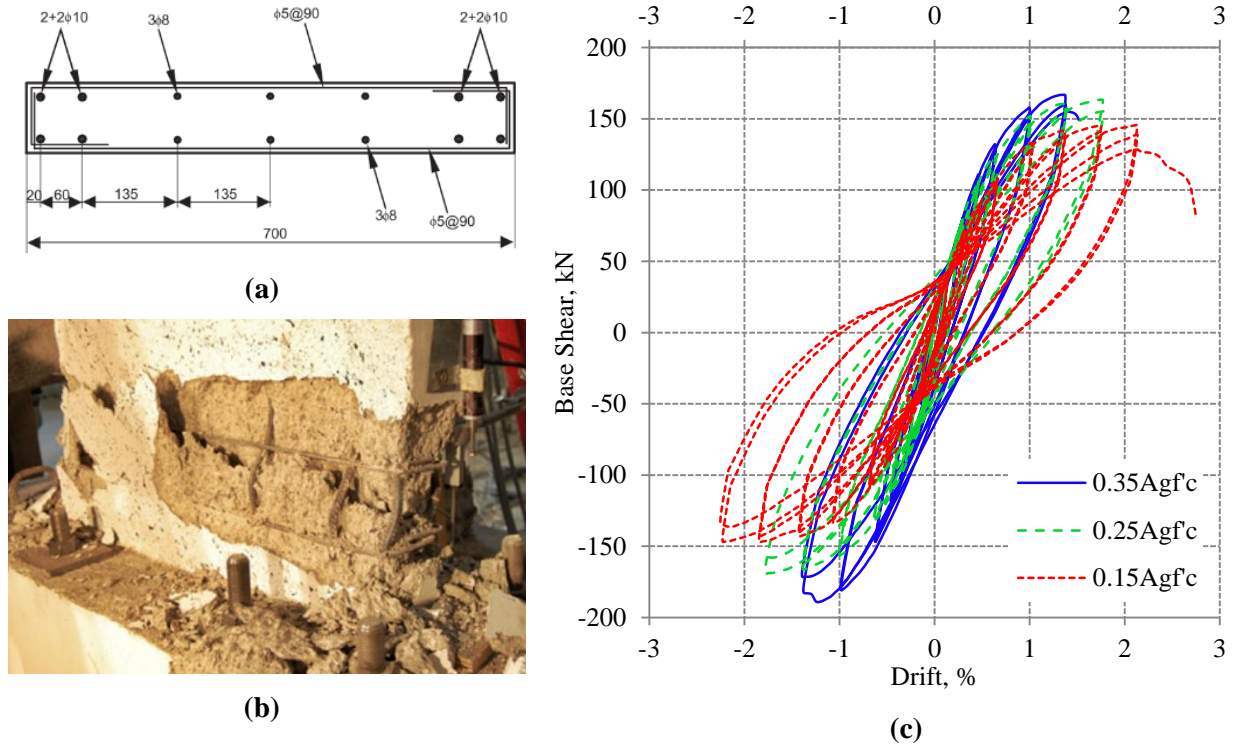 2+2ϕ10 3ϕ8 ϕ5@90 2+2ϕ10
20 60 135 135 3ϕ8 ϕ5@90
700
(a)
(b)
-3 -2 -1 0 1 2 3
200
150
100
50
0
-50
-100
-150
-200
Base Shear, kN
0.35Agf'c
0.25Agf'c
0.15Agf'c
-3 -2 -1 0 1 2 3
Drift, %
(c)